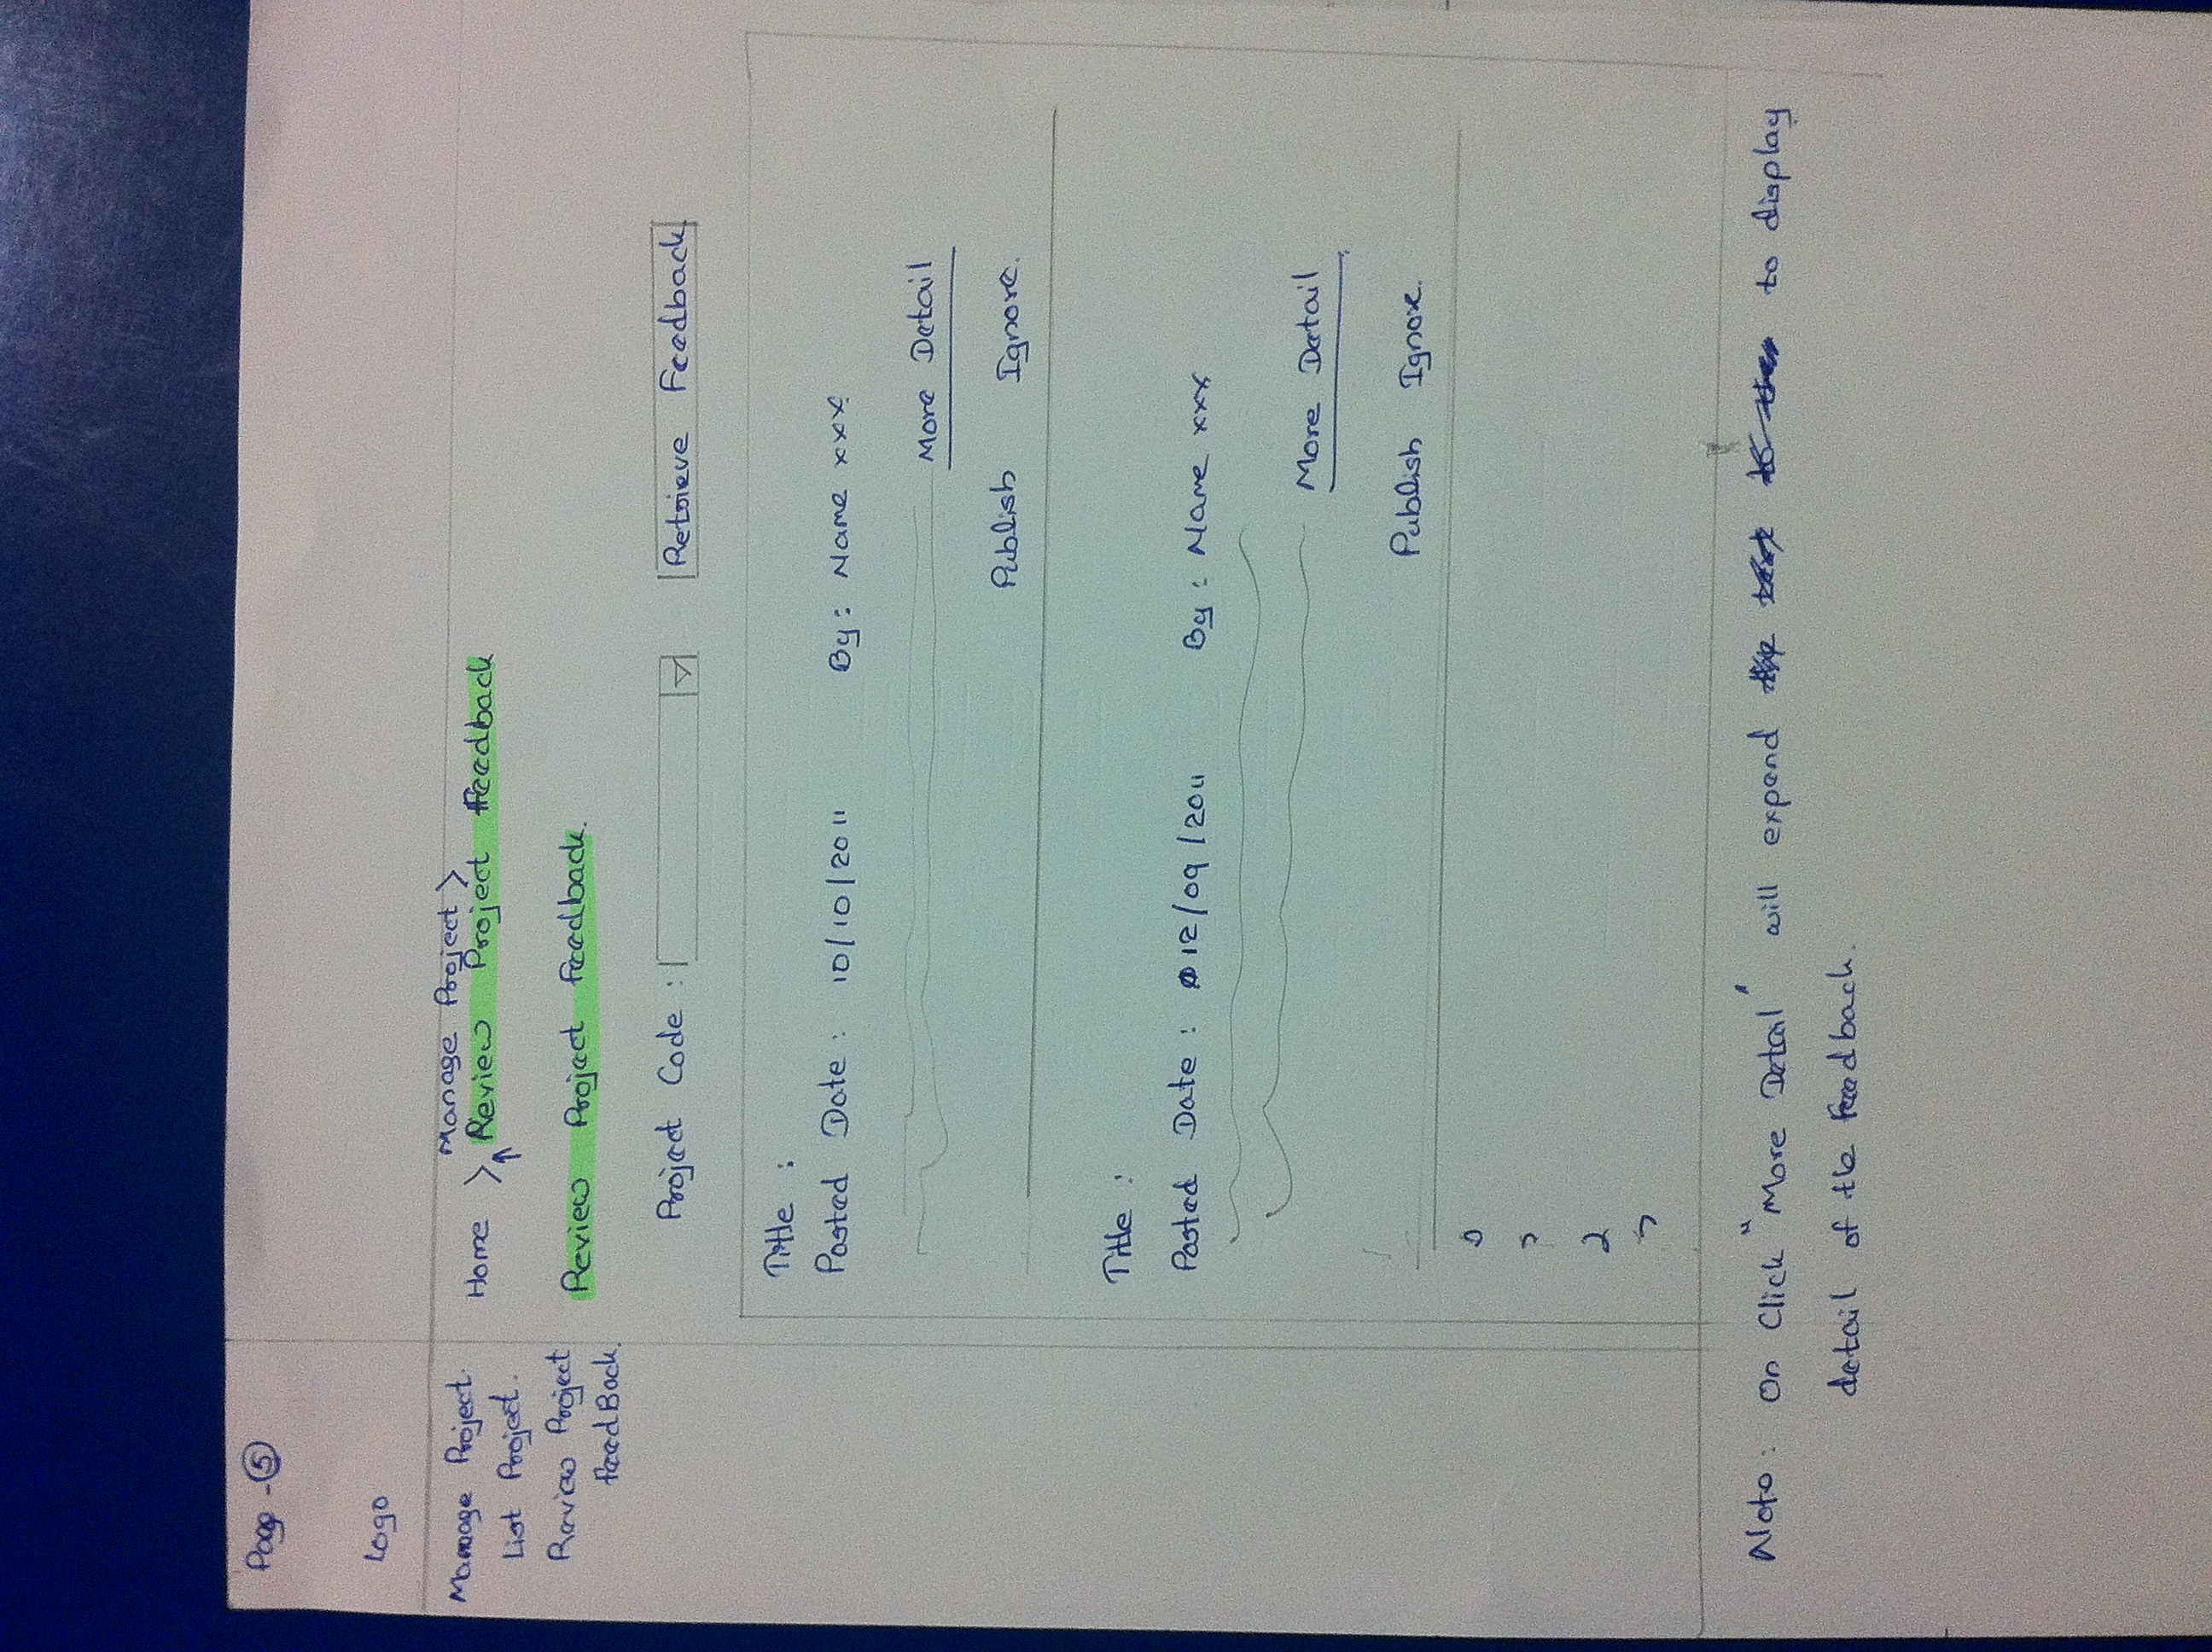 Page - 5
Logo
Manage Project.
List Project.
Review Project
FeedBack.
Manage Project >
Home > Review Project Feedback
Review Project Feedback.
Project Code : Retrieve Feedback
Title :
Posted Date : 10/10/2011 By : Name xxx
More Detail
Publish Ignore.
Title :
Posted Date : 12/09/2011 By : Name xxx
More Detail
Publish Ignore.
Note : On Click "More Detail" will expand to display
detail of the feedback.